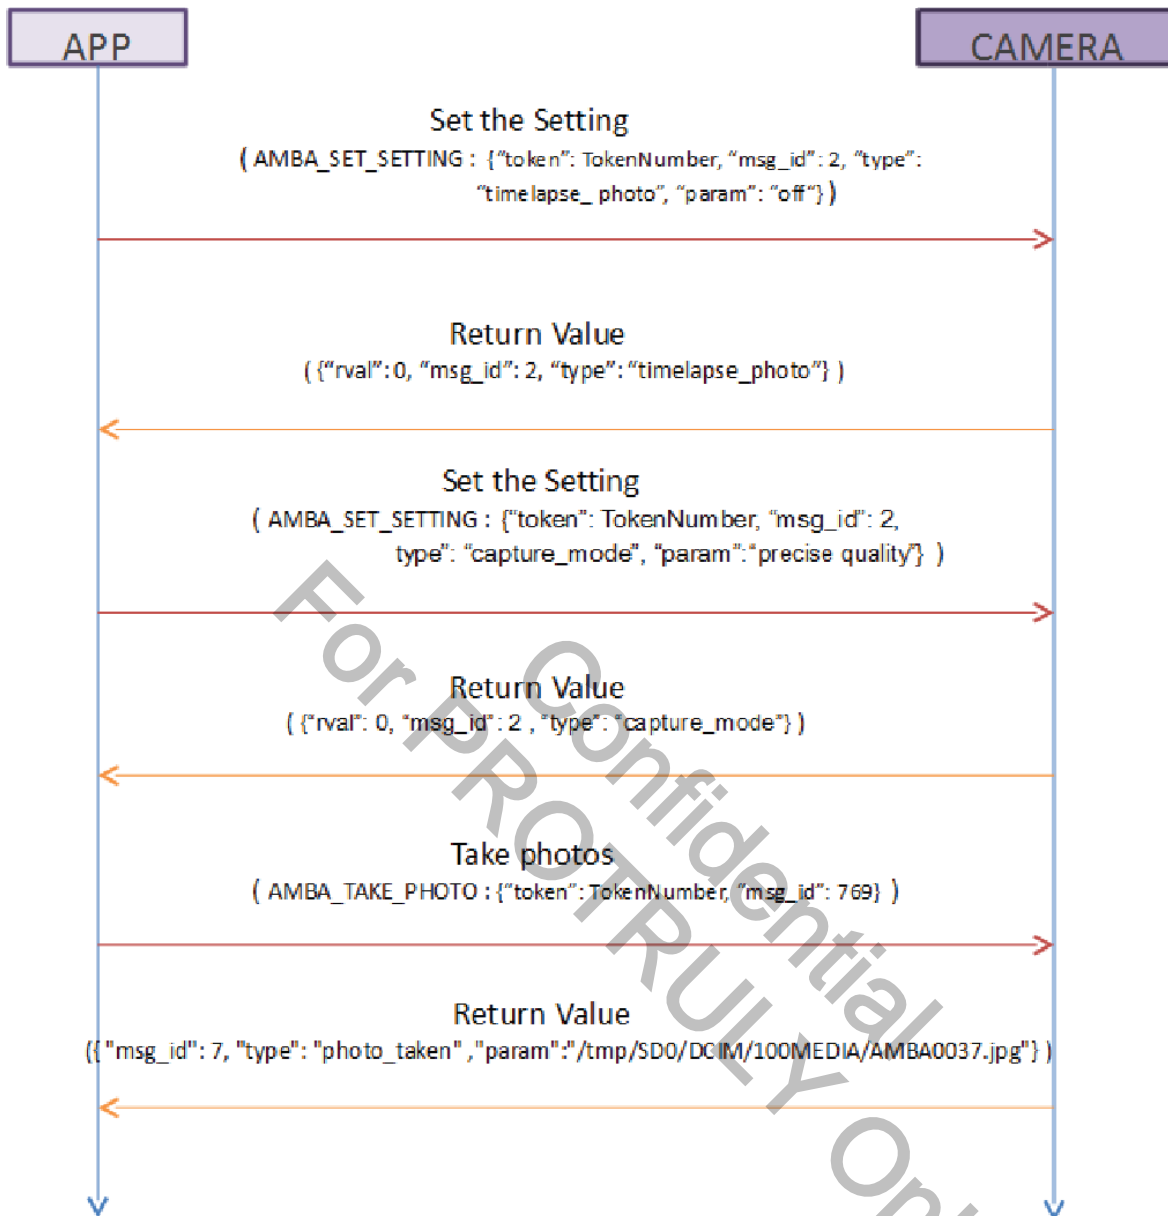 APP
CAMERA
Set the Setting
( AMBA_SET_SETTING : {“token”: TokenNumber, “msg_id”: 2, “type”:
“timelapse_ photo”, “param”: “off“} )
Return Value
( {“rval”: 0, “msg_id”: 2, “type”: “timelapse_photo”} )
Set the Setting
( AMBA_SET_SETTING : {“token”: TokenNumber, “msg_id”: 2,
type”: “capture_mode”, “param”:“precise quality”} )
Return Value
( {“rval”: 0, “msg_id”: 2 , “type”: “capture_mode”} )
Take photos
( AMBA_TAKE_PHOTO : {“token”: TokenNumber, “msg_id”: 769} )
Return Value
({ "msg_id": 7, "type": "photo_taken" ,"param":"/tmp/SD0/DCIM/100MEDIA/AMBA0037.jpg"} )
Confidential
For PROTRULY